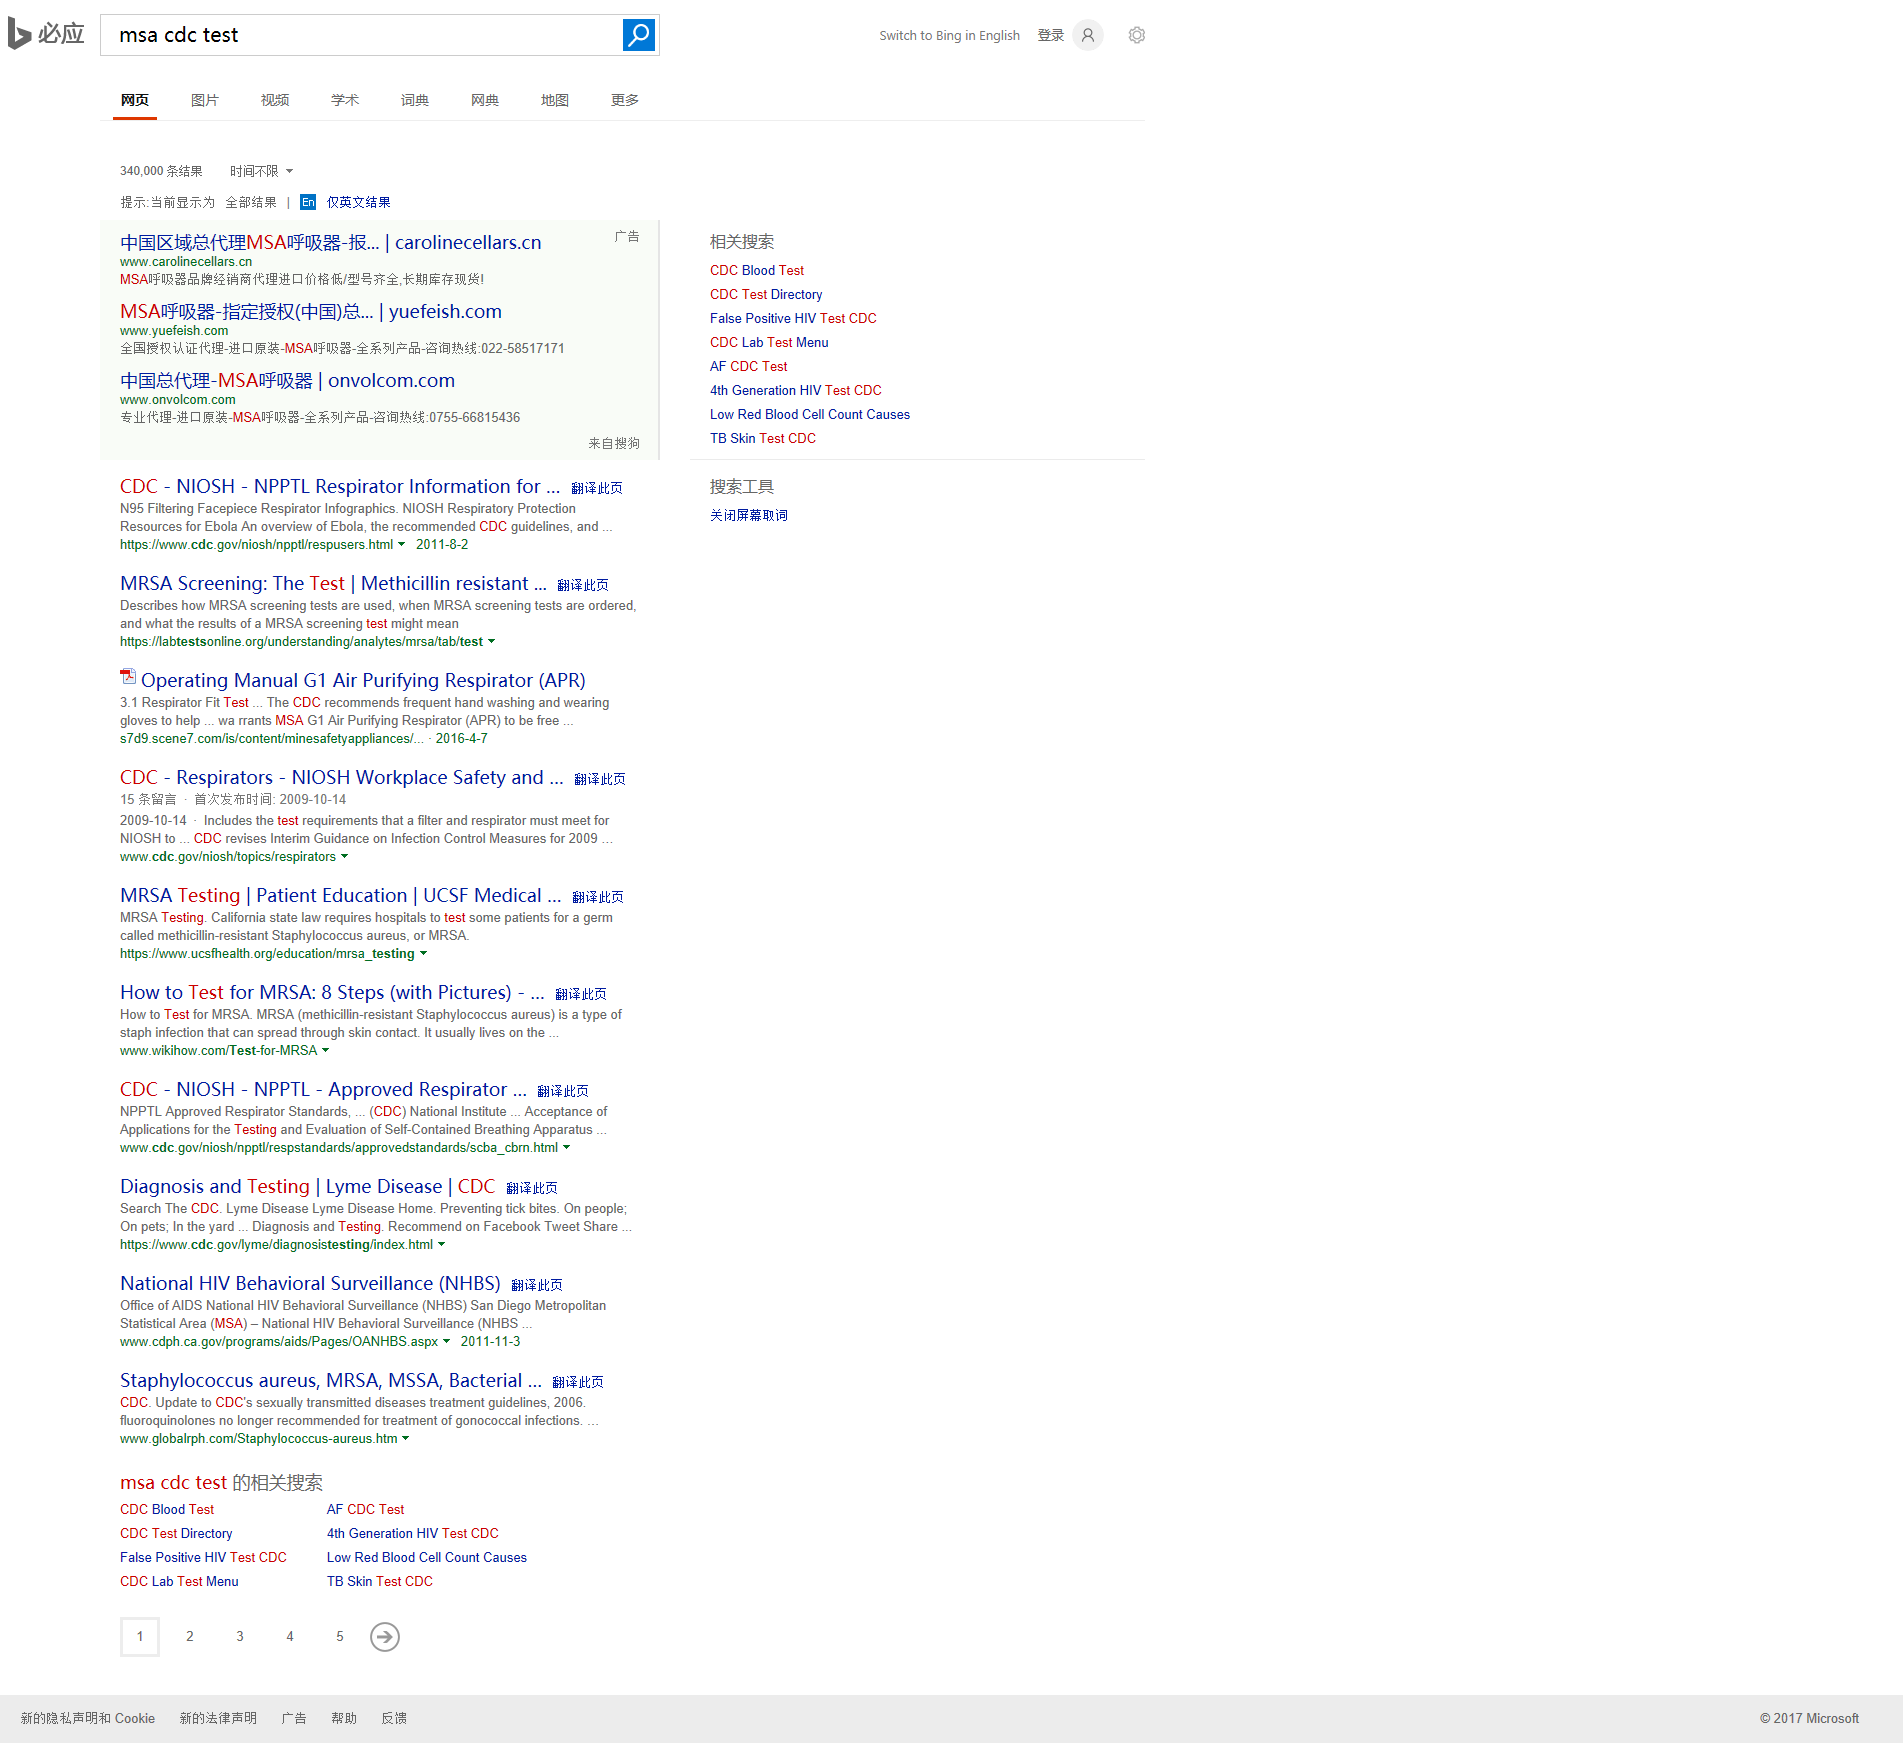 必应
msa cdc test
Switch to Bing in English 登录
网页 图片 视频 学术 词典 网典 地图 更多
340,000 条结果 时间不限
提示:当前显示为 全部结果 | En 仅英文结果
中国区域总代理MSA呼吸器-报... | carolinecellars.cn 广告
www.carolinecellars.cn
MSA呼吸器品牌经销商代理进口价格低/型号齐全,长期库存现货!
MSA呼吸器-指定授权(中国)总... | yuefeish.com
www.yuefeish.com
全国授权认证代理-进口原装-MSA呼吸器-全系列产品-咨询热线:022-58517171
中国总代理-MSA呼吸器 | onvolcom.com
www.onvolcom.com
专业代理-进口原装-MSA呼吸器-全系列产品-咨询热线:0755-66815436
来自搜狗
CDC - NIOSH - NPPTL Respirator Information for ... 翻译此页
N95 Filtering Facepiece Respirator Infographics. NIOSH Respiratory Protection
Resources for Ebola An overview of Ebola, the recommended CDC guidelines, and ...
https://www.cdc.gov/niosh/npptl/respusers.html 2011-8-2
MRSA Screening: The Test | Methicillin resistant ... 翻译此页
Describes how MRSA screening tests are used, when MRSA screening tests are ordered,
and what the results of a MRSA screening test might mean
https://labtestsonline.org/understanding/analytes/mrsa/tab/test
Operating Manual G1 Air Purifying Respirator (APR)
3.1 Respirator Fit Test ... The CDC recommends frequent hand washing and wearing
gloves to help ... wa rrants MSA G1 Air Purifying Respirator (APR) to be free ...
s7d9.scene7.com/is/content/minesafetyappliances/... · 2016-4-7
CDC - Respirators - NIOSH Workplace Safety and ... 翻译此页
15 条留言 · 首次发布时间: 2009-10-14
2009-10-14 · Includes the test requirements that a filter and respirator must meet for
NIOSH to ... CDC revises Interim Guidance on Infection Control Measures for 2009 ...
www.cdc.gov/niosh/topics/respirators
MRSA Testing | Patient Education | UCSF Medical ... 翻译此页
MRSA Testing. California state law requires hospitals to test some patients for a germ
called methicillin-resistant Staphylococcus aureus, or MRSA.
https://www.ucsfhealth.org/education/mrsa_testing
How to Test for MRSA: 8 Steps (with Pictures) - ... 翻译此页
How to Test for MRSA. MRSA (methicillin-resistant Staphylococcus aureus) is a type of
staph infection that can spread through skin contact. It usually lives on the ...
www.wikihow.com/Test-for-MRSA
CDC - NIOSH - NPPTL - Approved Respirator ... 翻译此页
NPPTL Approved Respirator Standards, ... (CDC) National Institute ... Acceptance of
Applications for the Testing and Evaluation of Self-Contained Breathing Apparatus ...
www.cdc.gov/niosh/npptl/respstandards/approvedstandards/scba_cbrn.html
Diagnosis and Testing | Lyme Disease | CDC 翻译此页
Search The CDC. Lyme Disease Lyme Disease Home. Preventing tick bites. On people;
On pets; In the yard ... Diagnosis and Testing. Recommend on Facebook Tweet Share ...
https://www.cdc.gov/lyme/diagnosistesting/index.html
National HIV Behavioral Surveillance (NHBS) 翻译此页
Office of AIDS National HIV Behavioral Surveillance (NHBS) San Diego Metropolitan
Statistical Area (MSA) – National HIV Behavioral Surveillance (NHBS ...
www.cdph.ca.gov/programs/aids/Pages/OANHBS.aspx 2011-11-3
Staphylococcus aureus, MRSA, MSSA, Bacterial ... 翻译此页
CDC. Update to CDC's sexually transmitted diseases treatment guidelines, 2006.
fluoroquinolones no longer recommended for treatment of gonococcal infections. ...
www.globalrph.com/Staphylococcus-aureus.htm
msa cdc test 的相关搜索
CDC Blood Test AF CDC Test
CDC Test Directory 4th Generation HIV Test CDC
False Positive HIV Test CDC Low Red Blood Cell Count Causes
CDC Lab Test Menu TB Skin Test CDC
1 2 3 4 5
相关搜索
CDC Blood Test
CDC Test Directory
False Positive HIV Test CDC
CDC Lab Test Menu
AF CDC Test
4th Generation HIV Test CDC
Low Red Blood Cell Count Causes
TB Skin Test CDC
搜索工具
关闭屏幕取词
新的隐私声明和 Cookie 新的法律声明 广告 帮助 反馈 © 2017 Microsoft